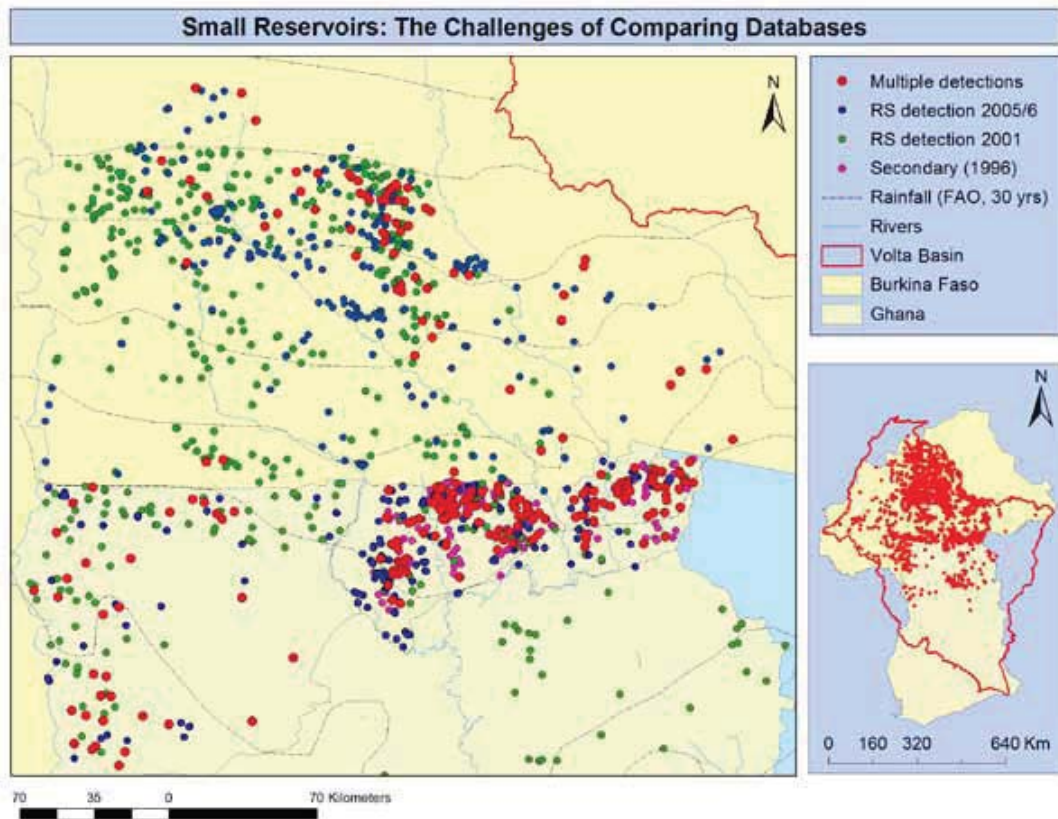 Small Reservoirs: The Challenges of Comparing Databases
N
Multiple detections
RS detection 2005/6
RS detection 2001
Secondary (1996)
Rainfall (FAO, 30 yrs)
Rivers
Volta Basin
Burkina Faso
Ghana
N
0 160 320 640 Km
70 35 0 70 Kilometers